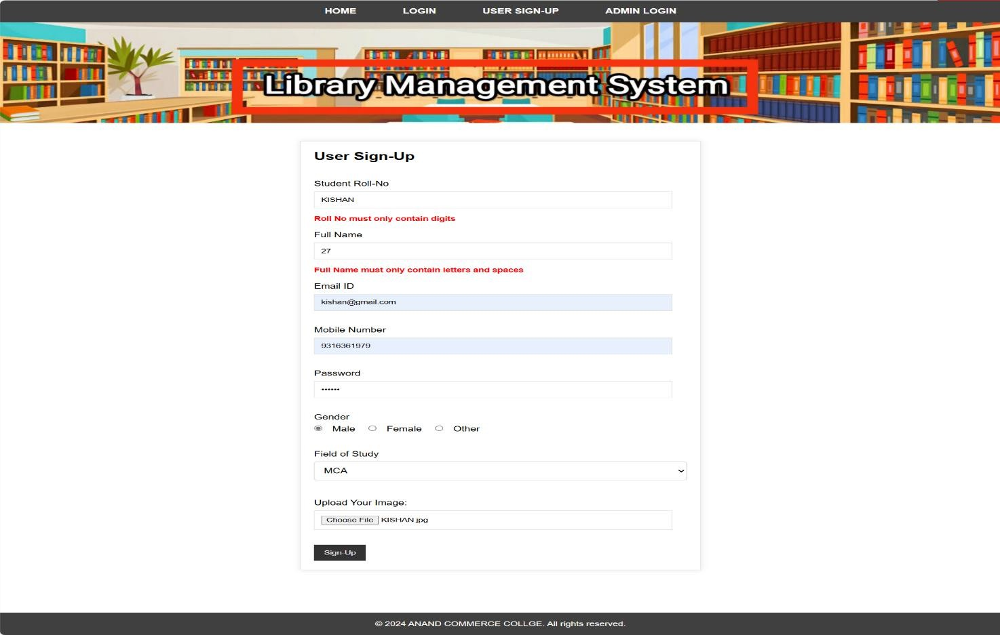 HOME LOGIN USER SIGN-UP ADMIN LOGIN
Library Management System
User Sign-Up
Student Roll-No
KISHAN
Roll No must only contain digits
Full Name
27
Full Name must only contain letters and spaces
Email ID
kishan@gmail.com
Mobile Number
9316361979
Password
••••••
Gender
Male Female Other
Field of Study
MCA
Upload Your Image:
Choose File KISHAN.jpg
Sign-Up
© 2024 ANAND COMMERCE COLLGE. All rights reserved.